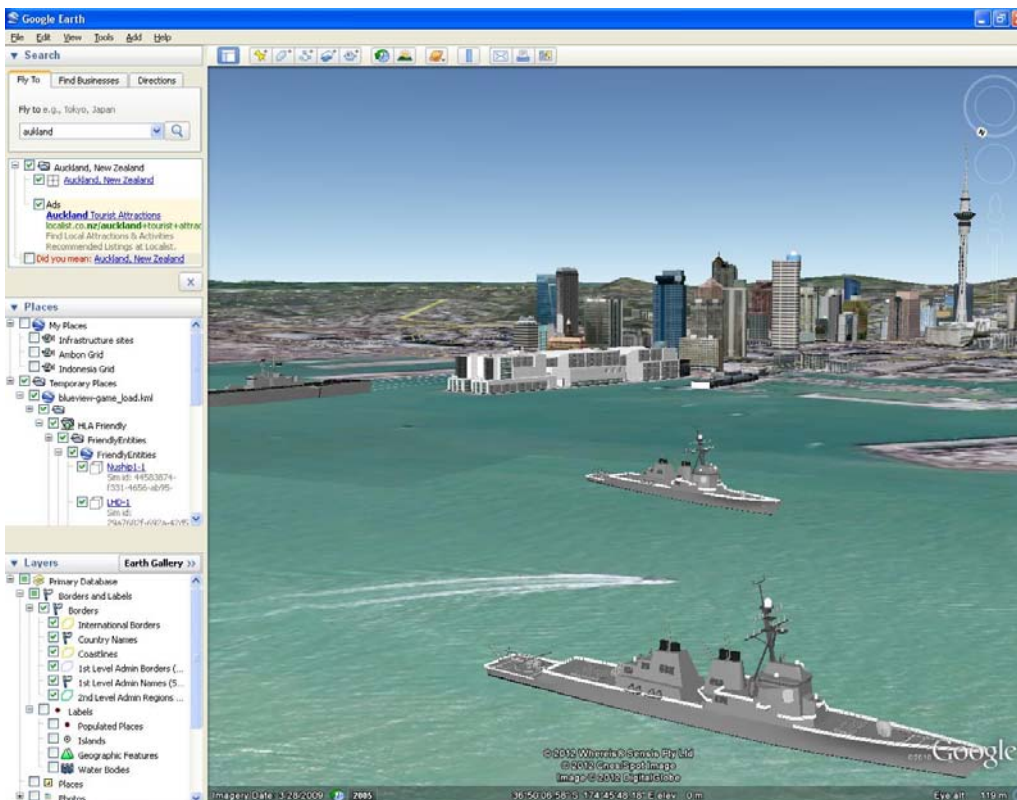 Google Earth
File Edit View Tools Add Help
Search
Fly To Find Businesses Directions
Fly to e.g., Tokyo, Japan
aukland
Auckland, New Zealand
Auckland, New Zealand
Ads
Auckland Tourist Attractions
localist.co.nz/auckland+tourist+attrac
Find Local Attractions & Activities
Recommended Listings at Localist.
Did you mean: Auckland, New Zealand
Places
My Places
Infrastructure sites
Ambon Grid
Indonesia Grid
Temporary Places
blueview-game_load.kml
HLA Friendly
FriendlyEntities
FriendlyEntities
Nuship1-1
Sim id: 44583874-
f331-4656-ab95-
LHD-1
Sim id:
Layers Earth Gallery >>
Primary Database
Borders and Labels
Borders
International Borders
Country Names
Coastlines
1st Level Admin Borders (...
1st Level Admin Names (S...
2nd Level Admin Regions ...
Labels
Populated Places
Islands
Geographic Features
Water Bodies
Places
Photos
N
© 2012 Whereis® Sensis Pty Ltd
© 2012 Cnes/Spot Image
Image © 2012 DigitalGlobe
©2010 Google
Imagery Date: 3/28/2009 2005 36°50'06.58" S 174°45'48.18" E elev 0 m Eye alt 119 m